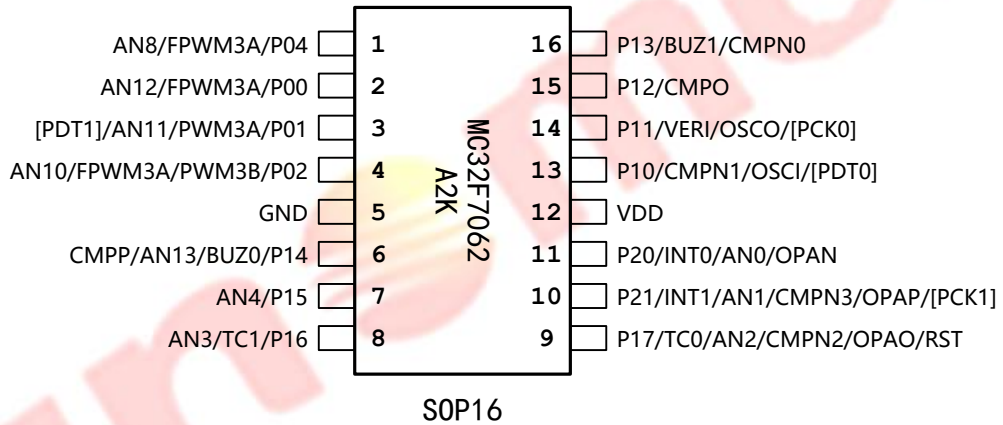 AN8/FPWM3A/P04 1 16 P13/BUZ1/CMPN0
AN12/FPWM3A/P00 2 15 P12/CMPO
[PDT1]/AN11/PWM3A/P01 3 14 P11/VERI/OSCO/[PCK0]
AN10/FPWM3A/PWM3B/P02 4 13 P10/CMPN1/OSCI/[PDT0]
GND 5 12 VDD
CMPP/AN13/BUZ0/P14 6 11 P20/INT0/AN0/OPAN
AN4/P15 7 10 P21/INT1/AN1/CMPN3/OPAP/[PCK1]
AN3/TC1/P16 8 9 P17/TC0/AN2/CMPN2/OPAO/RST
MC32F7062
A2K
SOP16